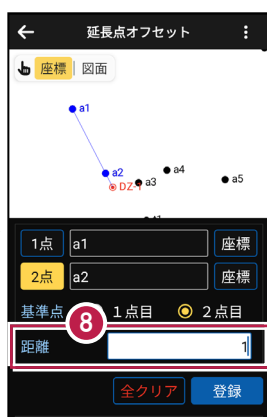 延長点オフセット
座標 図面
a1
a2
DZ-1
a3
a4
a5
1点 a1 座標
2点 a2 座標
基準点 1点目 2点目
8
距離 1
全クリア 登録